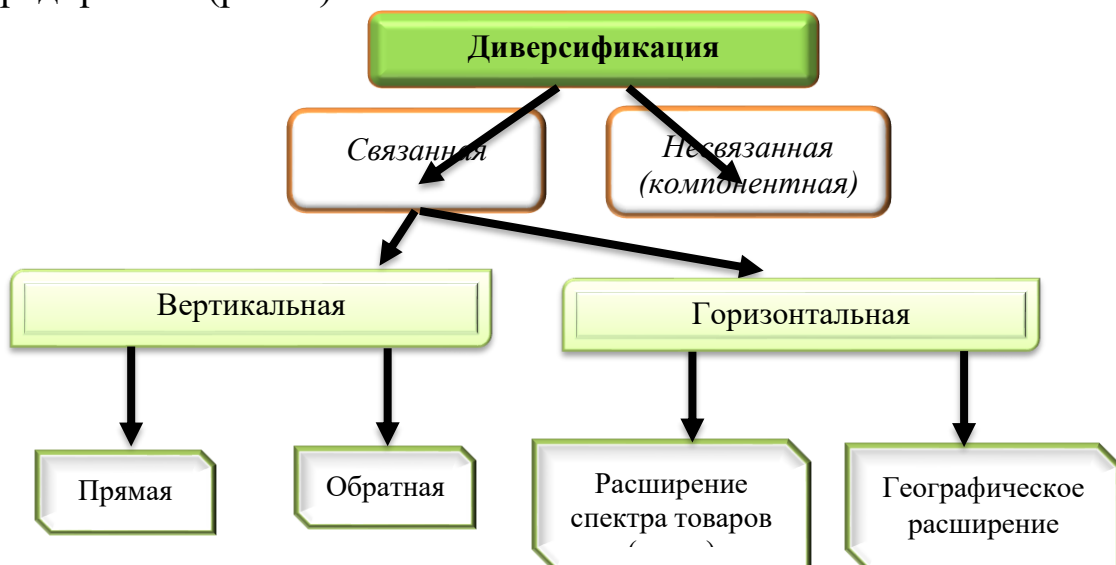 Диверсификация
Связанная
Несвязанная
(компонентная)
Вертикальная
Горизонтальная
Прямая
Обратная
Расширение
спектра товаров
Географическое
расширение